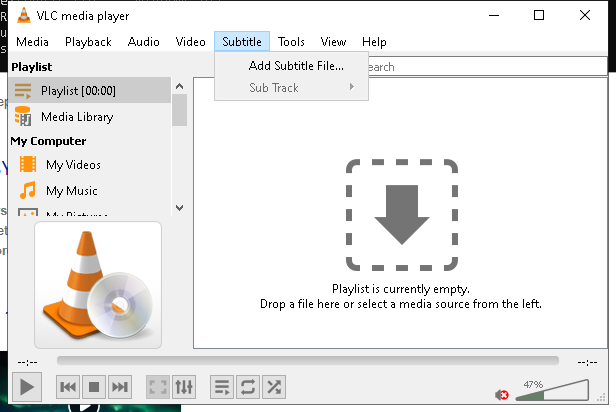 VLC media player
Media Playback Audio Video Subtitle Tools View Help
Playlist
Add Subtitle File...
Sub Track
earch
Playlist [00:00]
Media Library
My Computer
My Videos
My Music
My Pictures
Playlist is currently empty.
Drop a file here or select a media source from the left.
--:-- --:--
47%